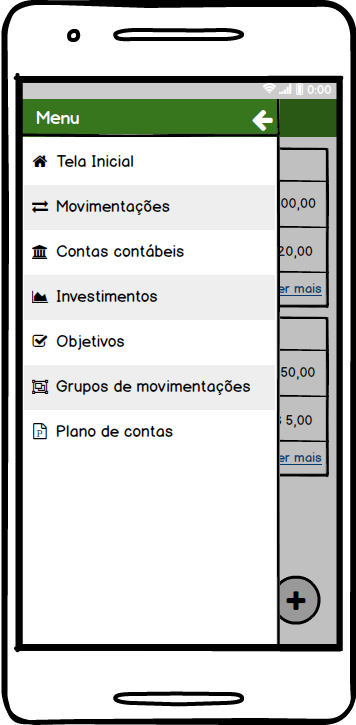 0:00
Menu
Tela Inicial
Movimentações
Contas contábeis
Investimentos
Objetivos
Grupos de movimentações
Plano de contas
00,00
20,00
er mais
50,00
5,00
er mais